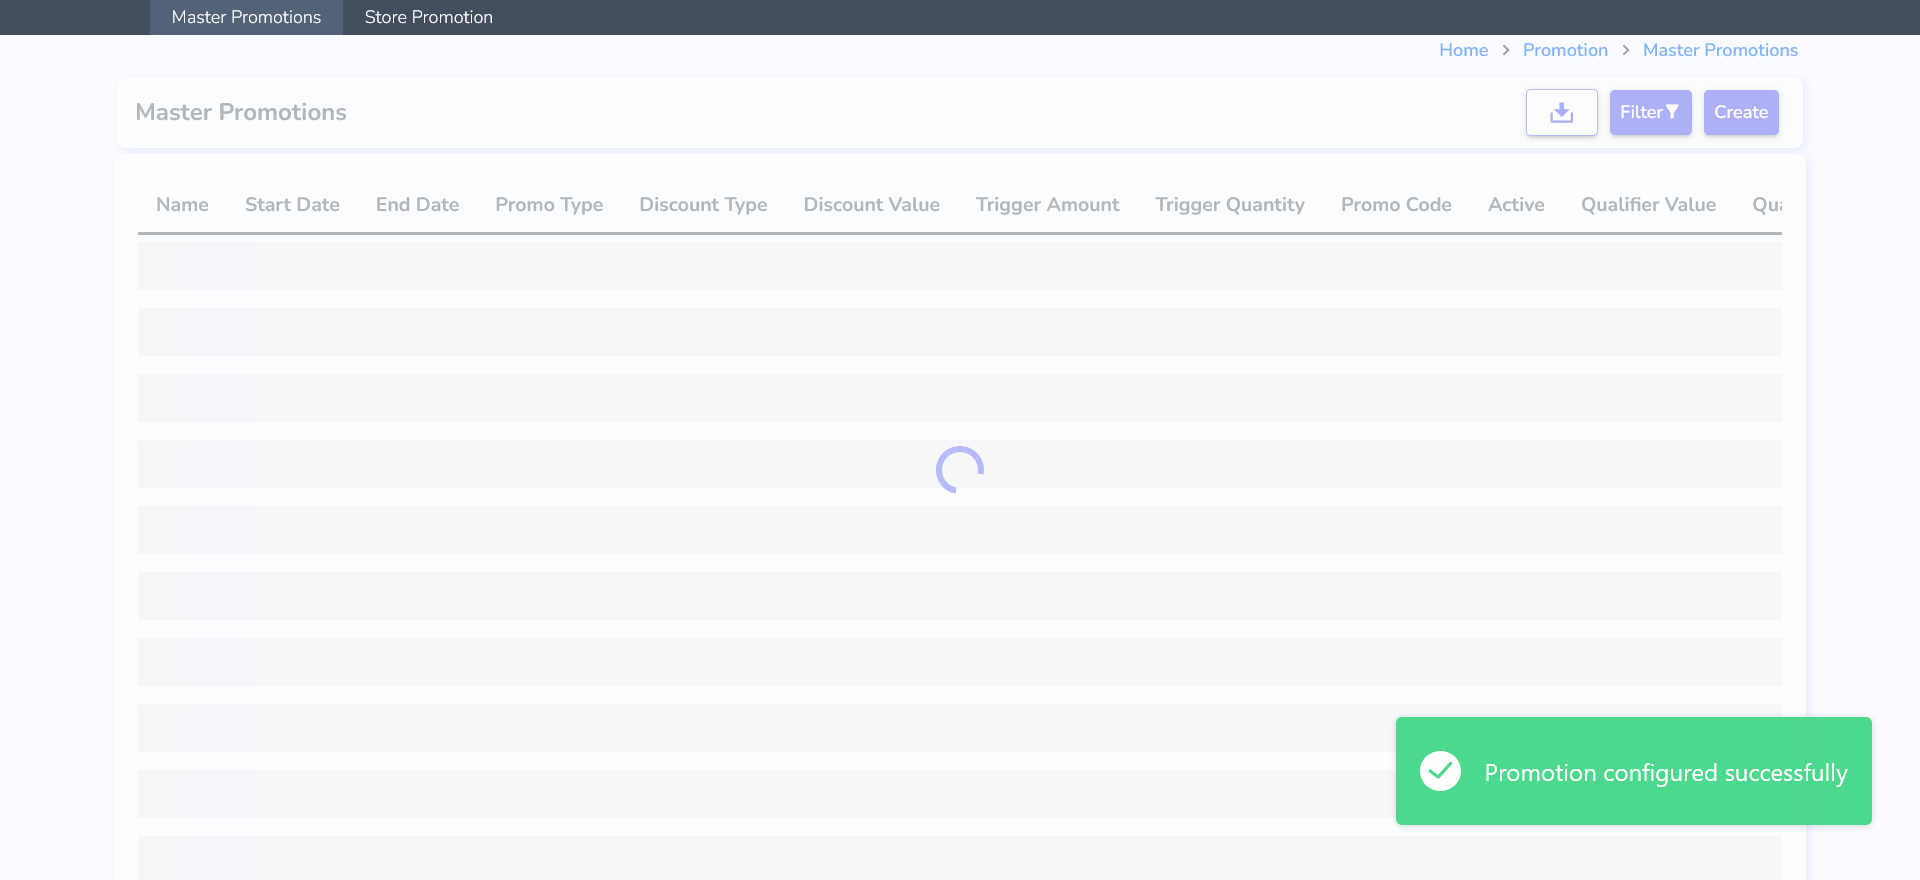 Master Promotions Store Promotion
Home > Promotion > Master Promotions
Master Promotions Filter Create
Name Start Date End Date Promo Type Discount Type Discount Value Trigger Amount Trigger Quantity Promo Code Active Qualifier Value Qua
Promotion configured successfully